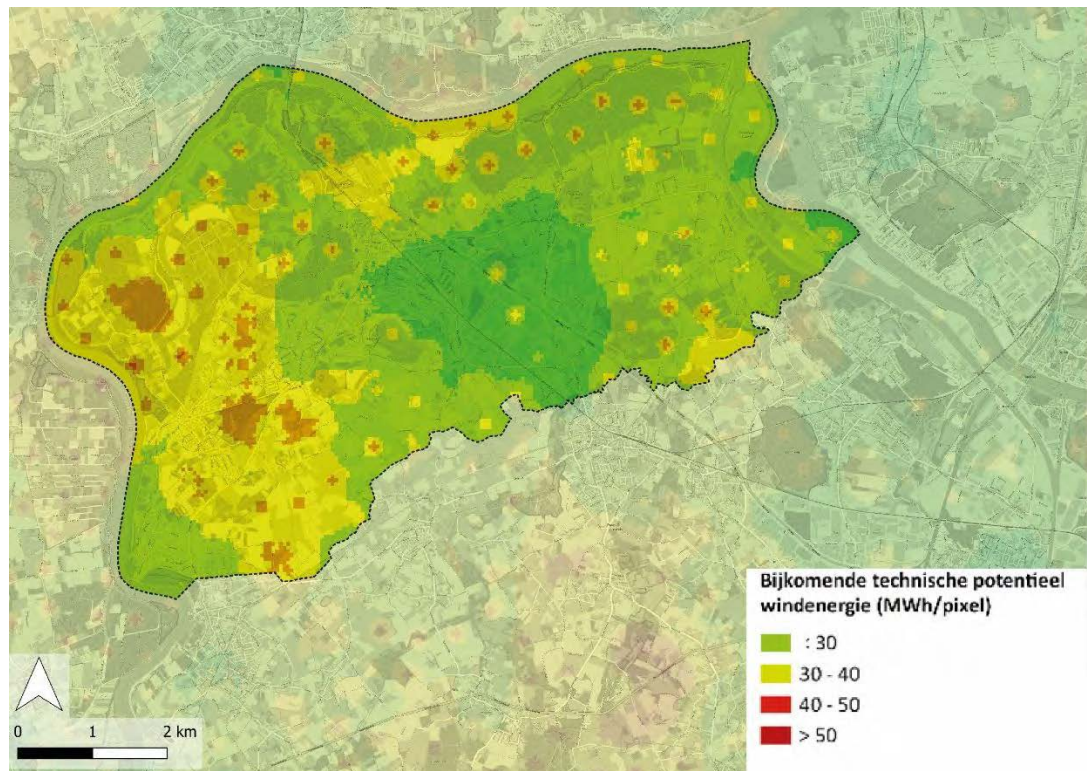 Bijkomende technische potentieel
windenergie (MWh/pixel)
: 30
30 - 40
40 - 50
> 50
0 1 2 km